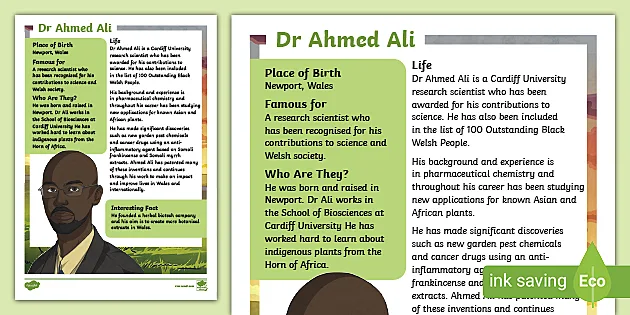 Dr Ahmed Ali
Place of Birth
Newport, Wales
Famous for
A research scientist who
has been recognised for his
contributions to science and
Welsh society.
Who Are They?
He was born and raised in
Newport. Dr Ali works in
the School of Biosciences at
Cardiff University He has
worked hard to learn about
indigenous plants from the
Horn of Africa.
Life
Dr Ahmed Ali is a Cardiff University
research scientist who has been
awarded for his contributions to
science. He has also been included
in the list of 100 Outstanding Black
Welsh People.
His background and experience is
in pharmaceutical chemistry and
throughout his career has been studying
new applications for known Asian and
African plants.
He has made significant discoveries
such as new garden pest chemicals
and cancer drugs using an anti-
inflammatory agent based on Somali
frankincense and Somali myrrh
extracts. Ahmed Ali has patented many
of these inventions and continues
through his work to make an impact
and improve lives in Wales and
internationally.
Interesting Fact
He founded a herbal biotech company
and his aim is to create more botanical
extracts in Wales.
Dr Ahmed Ali
Place of Birth
Newport, Wales
Famous for
A research scientist who
has been recognised for his
contributions to science and
Welsh society.
Who Are They?
He was born and raised in
Newport. Dr Ali works in
the School of Biosciences at
Cardiff University He has
worked hard to learn about
indigenous plants from the
Horn of Africa.
Life
Dr Ahmed Ali is a Cardiff University
research scientist who has been
awarded for his contributions to
science. He has also been included
in the list of 100 Outstanding Black
Welsh People.
His background and experience is
in pharmaceutical chemistry and
throughout his career has been studying
new applications for known Asian and
African plants.
He has made significant discoveries
such as new garden pest chemicals
and cancer drugs using an anti-
inflammatory
frankincense and
extracts. Ahmed
of these inventions and continues
ink saving Eco